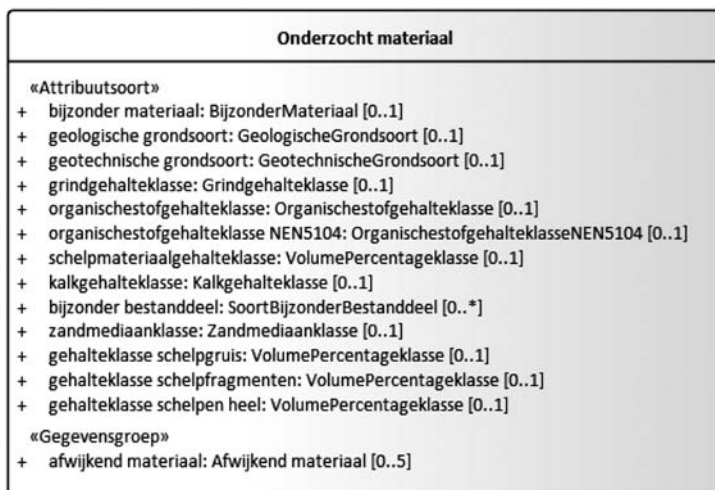 Onderzocht materiaal
«Attribuutsoort»
+ bijzonder materiaal: BijzonderMateriaal [0..1]
+ geologische grondsoort: GeologischeGrondsoort [0..1]
+ geotechnische grondsoort: GeotechnischeGrondsoort [0..1]
+ grindgehalteklasse: Grindgehalteklasse [0..1]
+ organischestofgehalteklasse: Organischestofgehalteklasse [0..1]
+ organischestofgehalteklasse NEN5104: OrganischestofgehalteklasseNEN5104 [0..1]
+ schelpmateriaalgehalteklasse: VolumePercentageklasse [0..1]
+ kalkgehalteklasse: Kalkgehalteklasse [0..1]
+ bijzonder bestanddeel: SoortBijzonderBestanddeel [0..*]
+ zandmediaanklasse: Zandmediaanklasse [0..1]
+ gehalteklasse schelpgruis: VolumePercentageklasse [0..1]
+ gehalteklasse schelpfragmenten: VolumePercentageklasse [0..1]
+ gehalteklasse schelpen heel: VolumePercentageklasse [0..1]
«Gegevensgroep»
+ afwijkend materiaal: Afwijkend materiaal [0..5]